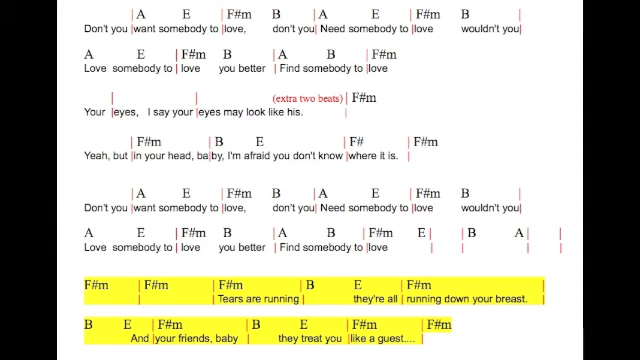 | A E | F#m B | A E | F#m B |
Don't you |want somebody to |love, don't you| Need somebody to |love wouldn't you|
A E | F#m B | A B | F#m
Love somebody to | love you better | Find somebody to |love
| | (extra two beats) | F#m
Your |eyes, I say your |eyes may look like his. |
| F#m | B E | F# | F#m
Yeah, but |in your head, ba|by, I'm afraid you don't know |where it is. |
| A E | F#m B | A E | F#m B |
Don't you |want somebody to |love, don't you| Need somebody to |love wouldn't you|
A E | F#m B | A B | F#m E | | B A | |
Love somebody to | love you better | Find somebody to |love | | | |
F#m | F#m | F#m | B E | F#m |
| | Tears are running | they're all | running down your breast. |
B E | F#m | B E | F#m | F#m
And |your friends, baby | they treat you |like a guest.... |